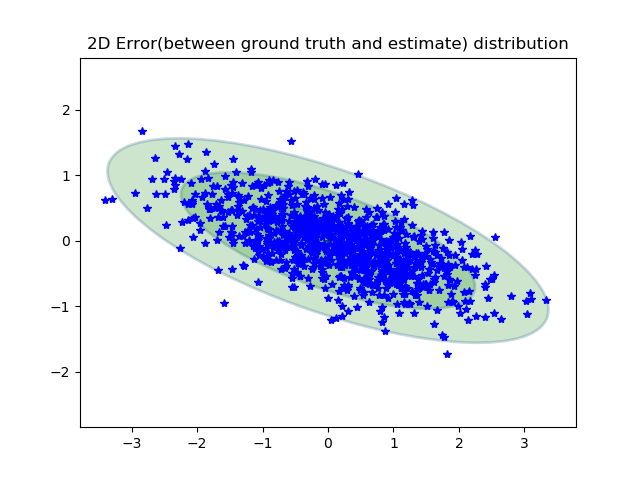 2D Error(between ground truth and estimate) distribution
2
1
0
−1
−2
−3 −2 −1 0 1 2 3